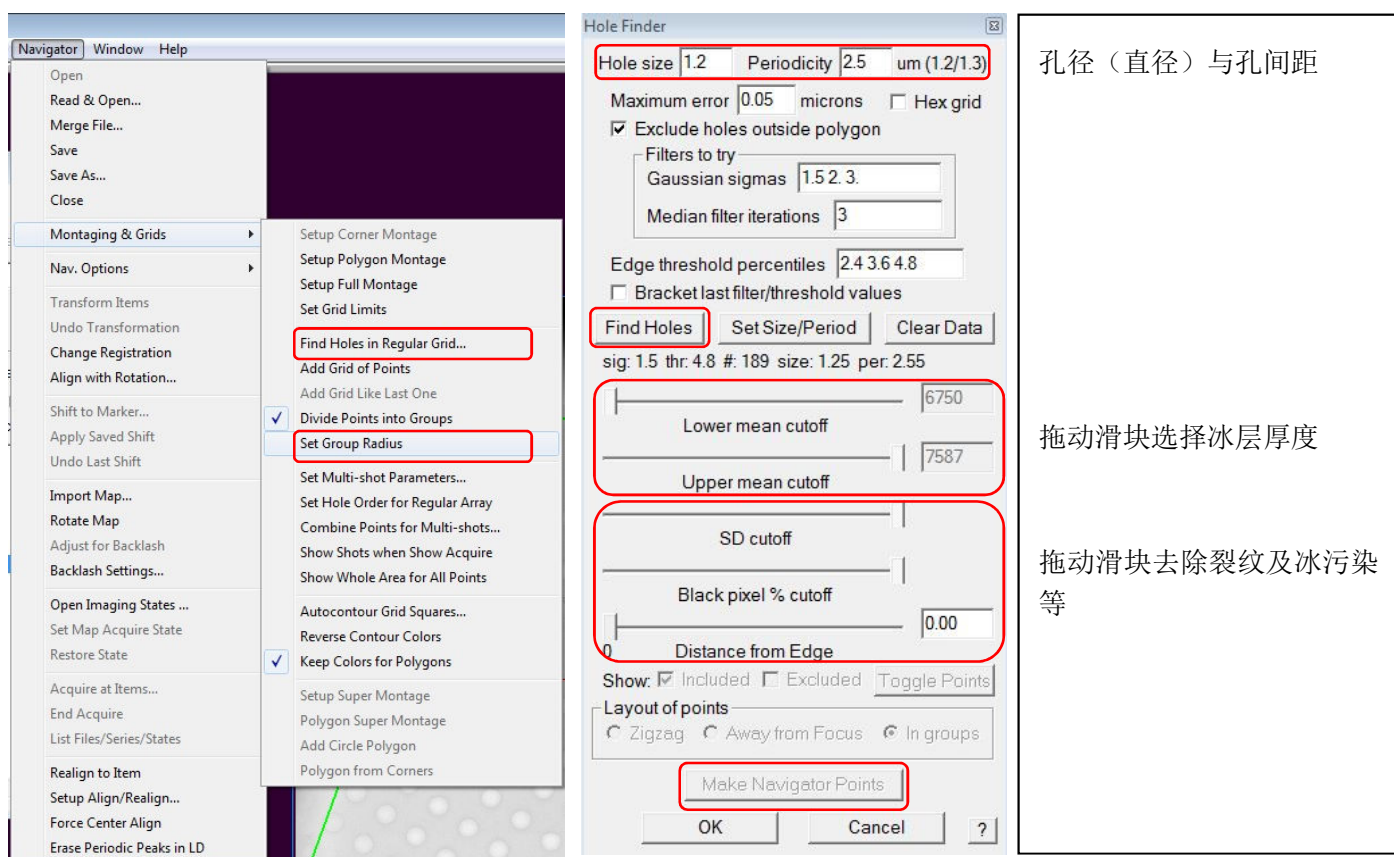 Navigator Window Help
Open
Read & Open...
Merge File...
Save
Save As...
Close
Montaging & Grids
Nav. Options
Transform Items
Undo Transformation
Change Registration
Align with Rotation...
Shift to Marker...
Apply Saved Shift
Undo Last Shift
Import Map...
Rotate Map
Adjust for Backlash
Backlash Settings...
Open Imaging States ...
Set Map Acquire State
Restore State
Acquire at Items...
End Acquire
List Files/Series/States
Realign to Item
Setup Align/Realign...
Force Center Align
Erase Periodic Peaks in LD
Setup Corner Montage
Setup Polygon Montage
Setup Full Montage
Set Grid Limits
Find Holes in Regular Grid...
Add Grid of Points
Add Grid Like Last One
Divide Points into Groups
Set Group Radius
Set Multi-shot Parameters...
Set Hole Order for Regular Array
Combine Points for Multi-shots...
Show Shots when Show Acquire
Show Whole Area for All Points
Autocontour Grid Squares...
Reverse Contour Colors
Keep Colors for Polygons
Setup Super Montage
Polygon Super Montage
Add Circle Polygon
Polygon from Corners
Hole Finder
Hole size 1.2 Periodicity 2.5 um (1.2/1.3)
Maximum error 0.05 microns Hex grid
Exclude holes outside polygon
Filters to try
Gaussian sigmas 1.5 2. 3.
Median filter iterations 3
Edge threshold percentiles 2.4 3.6 4.8
Bracket last filter/threshold values
Find Holes Set Size/Period Clear Data
sig: 1.5 thr: 4.8 #: 189 size: 1.25 per: 2.55
6750
Lower mean cutoff
7587
Upper mean cutoff
SD cutoff
Black pixel % cutoff
0.00
0 Distance from Edge
Show: Included Excluded Toggle Points
Layout of points
Zigzag Away from Focus In groups
Make Navigator Points
OK Cancel ?
孔径（直径）与孔间距
拖动滑块选择冰层厚度
拖动滑块去除裂纹及冰污染
等